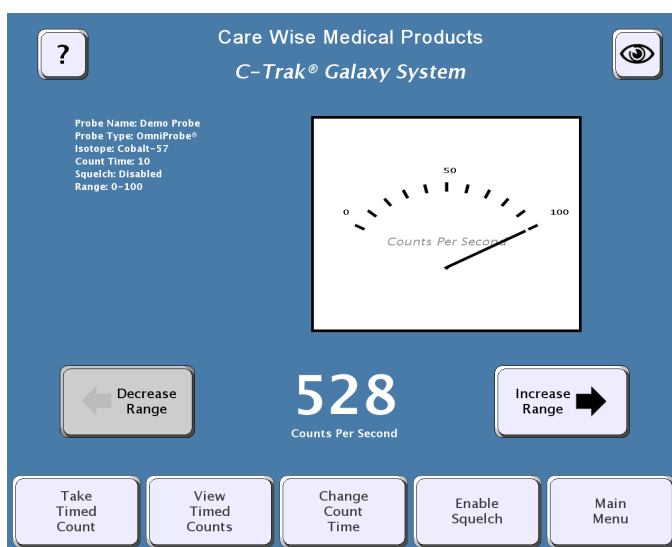 ?
Care Wise Medical Products
C-Trak® Galaxy System
Probe Name: Demo Probe
Probe Type: OmniProbe®
Isotope: Cobalt-57
Count Time: 10
Squelch: Disabled
Range: 0-100
50
0
100
Counts Per Second
Decrease
Range
528
Counts Per Second
Increase
Range
Take
Timed
Count
View
Timed
Counts
Change
Count
Time
Enable
Squelch
Main
Menu